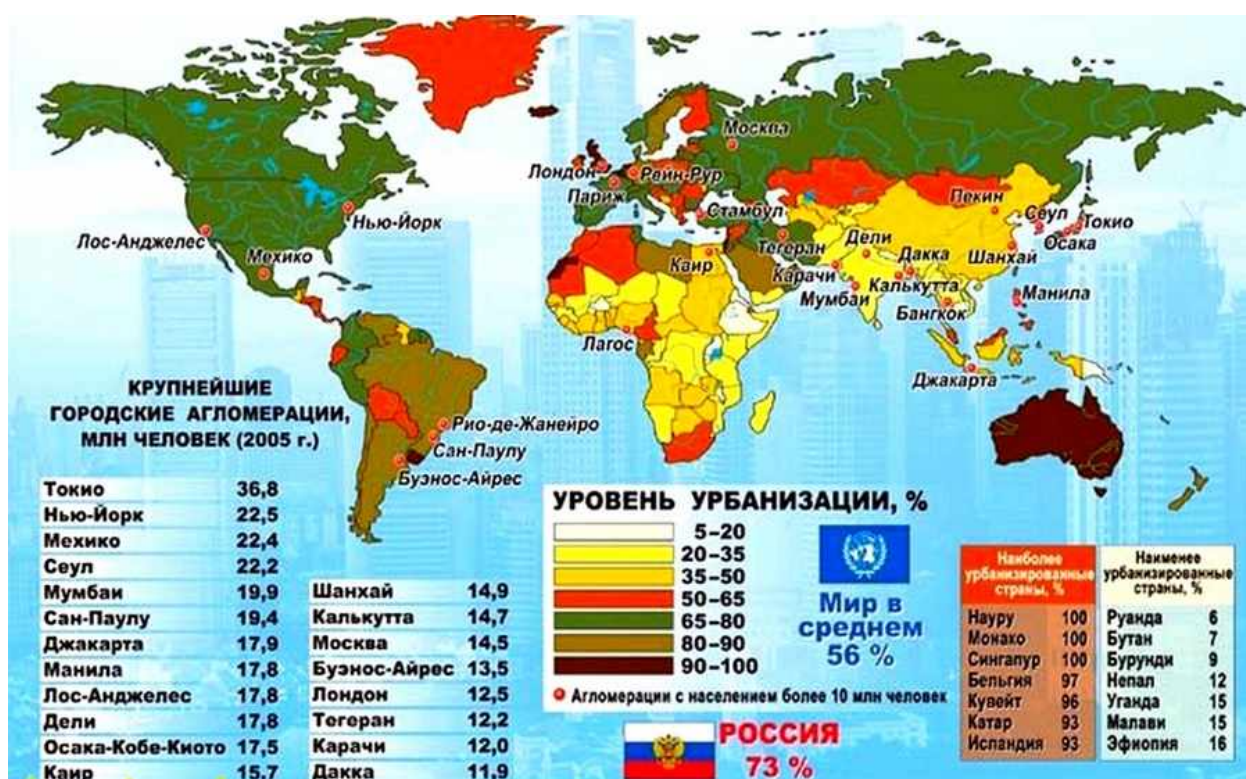 Москва
Лондон
Рейн-Рур
Париж
Пекин
Стамбул
Сеул
Токио
Нью-Йорк
Лос-Анджелес
Тегеран
Дели
Осака
Мехико
Каир
Дакка
Шанхай
Карачи
Калькутта
Мумбаи
Манила
Бангкок
Лагос
Джакарта
Рио-де-Жанейро
Сан-Паулу
Буэнос-Айрес
КРУПНЕЙШИЕ
ГОРОДСКИЕ АГЛОМЕРАЦИИ,
МЛН ЧЕЛОВЕК (2005 г.)
Токио 36,8
Нью-Йорк 22,5
Мехико 22,4
Сеул 22,2
Мумбаи 19,9
Сан-Паулу 19,4
Джакарта 17,9
Манила 17,8
Лос-Анджелес 17,8
Дели 17,8
Осака-Кобе-Киото 17,5
Каир 15,7
Шанхай 14,9
Калькутта 14,7
Москва 14,5
Буэнос-Айрес 13,5
Лондон 12,5
Тегеран 12,2
Карачи 12,0
Дакка 11,9
УРОВЕНЬ УРБАНИЗАЦИИ, %
5-20
20-35
35-50
50-65
65-80
80-90
90-100
Агломерации с населением более 10 млн человек
Мир в
среднем
56 %
РОССИЯ
73 %
Наиболее
урбанизированные
страны, %
Науру 100
Монако 100
Сингапур 100
Бельгия 97
Кувейт 96
Катар 93
Исландия 93
Наименее
урбанизированные
страны, %
Руанда 6
Бутан 7
Бурунди 9
Непал 12
Уганда 15
Малави 15
Эфиопия 16